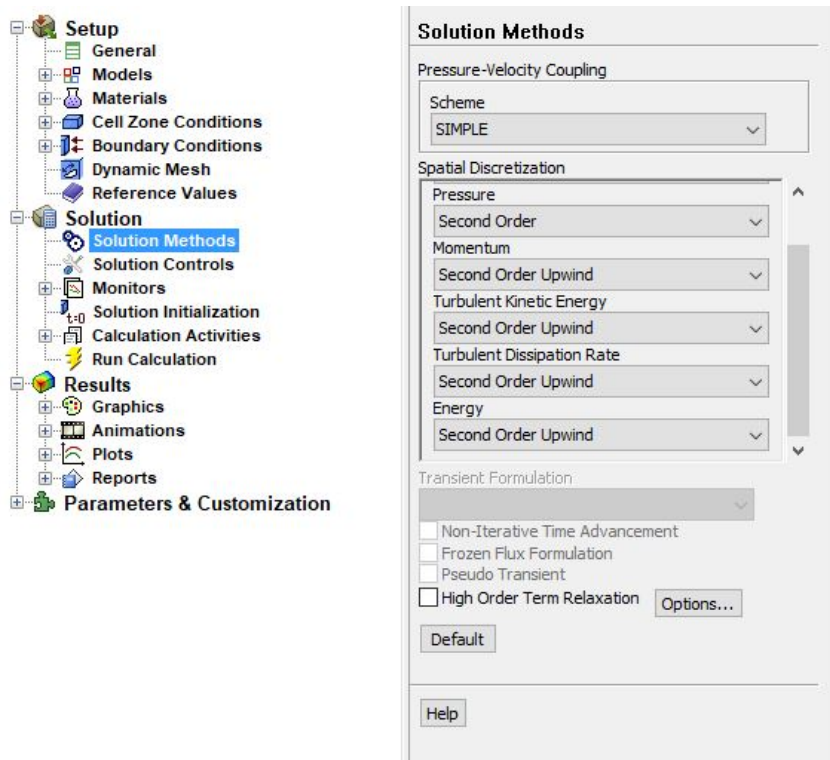 Setup
General
Models
Materials
Cell Zone Conditions
Boundary Conditions
Dynamic Mesh
Reference Values
Solution
Solution Methods
Solution Controls
Monitors
t=0 Solution Initialization
Calculation Activities
Run Calculation
Results
Graphics
Animations
Plots
Reports
Parameters & Customization
Solution Methods
Pressure-Velocity Coupling
Scheme
SIMPLE
Spatial Discretization
Pressure
Second Order
Momentum
Second Order Upwind
Turbulent Kinetic Energy
Second Order Upwind
Turbulent Dissipation Rate
Second Order Upwind
Energy
Second Order Upwind
Transient Formulation
Non-Iterative Time Advancement
Frozen Flux Formulation
Pseudo Transient
High Order Term Relaxation Options...
Default
Help